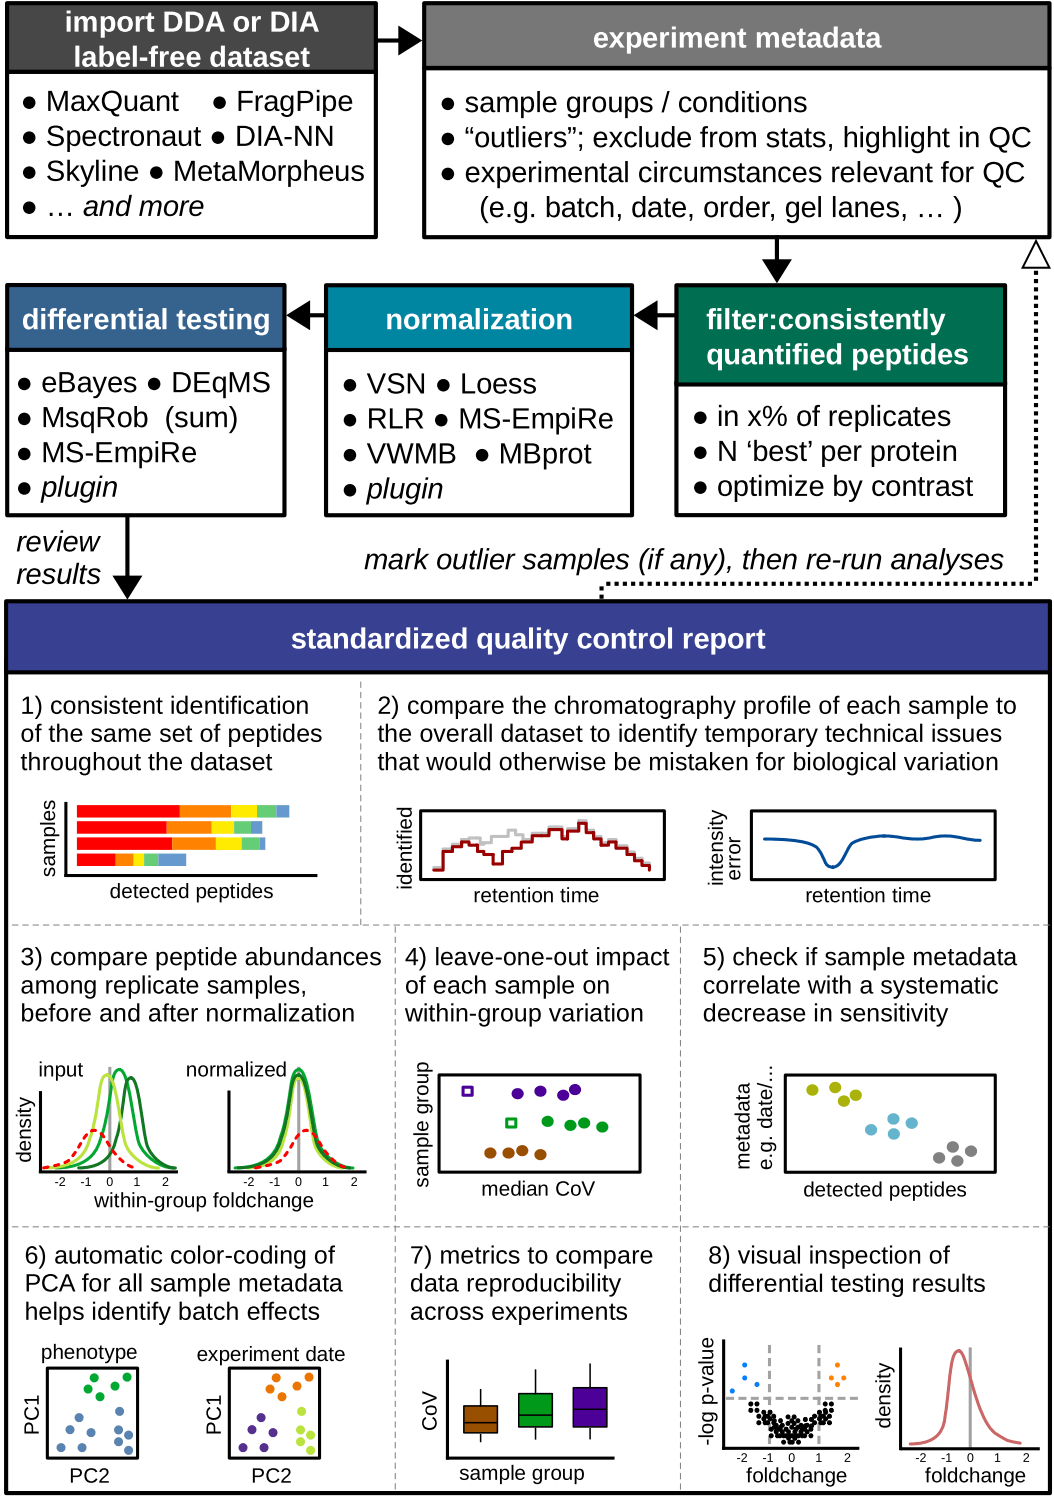 import DDA or DIA
label-free dataset
● MaxQuant ● FragPipe
● Spectronaut ● DIA-NN
● Skyline ● MetaMorpheus
● … and more
experiment metadata
● sample groups / conditions
● “outliers”; exclude from stats, highlight in QC
● experimental circumstances relevant for QC
(e.g. batch, date, order, gel lanes, … )
filter:consistently
quantified peptides
● in x% of replicates
● N ‘best’ per protein
● optimize by contrast
normalization
● VSN ● Loess
● RLR ● MS-EmpiRe
● VWMB ● MBprot
● plugin
differential testing
● eBayes ● DEqMS
● MsqRob (sum)
● MS-EmpiRe
● plugin
review
results
mark outlier samples (if any), then re-run analyses
standardized quality control report
1) consistent identification
of the same set of peptides
throughout the dataset
samples
detected peptides
2) compare the chromatography profile of each sample to
the overall dataset to identify temporary technical issues
that would otherwise be mistaken for biological variation
identified
retention time
intensity
error
retention time
3) compare peptide abundances
among replicate samples,
before and after normalization
input
normalized
density
-2 -1 0 1 2
-2 -1 0 1 2
within-group foldchange
4) leave-one-out impact
of each sample on
within-group variation
sample group
median CoV
5) check if sample metadata
correlate with a systematic
decrease in sensitivity
metadata
e.g. date/...
detected peptides
6) automatic color-coding of
PCA for all sample metadata
helps identify batch effects
phenotype
PC1
PC2
experiment date
PC1
PC2
7) metrics to compare
data reproducibility
across experiments
CoV
sample group
8) visual inspection of
differential testing results
-log p-value
-2 -1 0 1 2
foldchange
density
-2 -1 0 1 2
foldchange